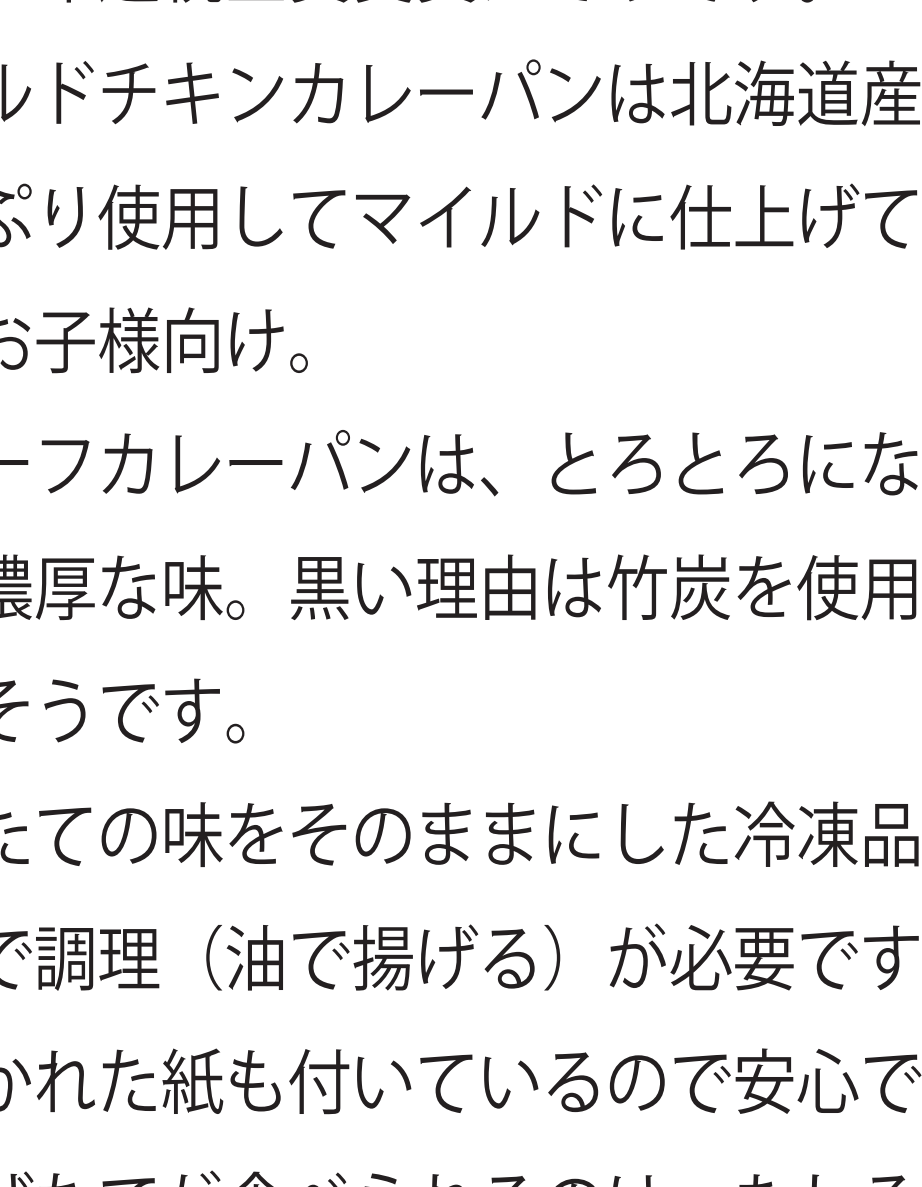 ルドチキンカレーパンは北海道産
ぷり使用してマイルドに仕上げて
お子様向け。
ーフカレーパンは、とろとろにな
濃厚な味。黒い理由は竹炭を使用
そうです。
たての味をそのままにした冷凍品
で調理（油で揚げる）が必要です
かれた紙も付いているので安心で